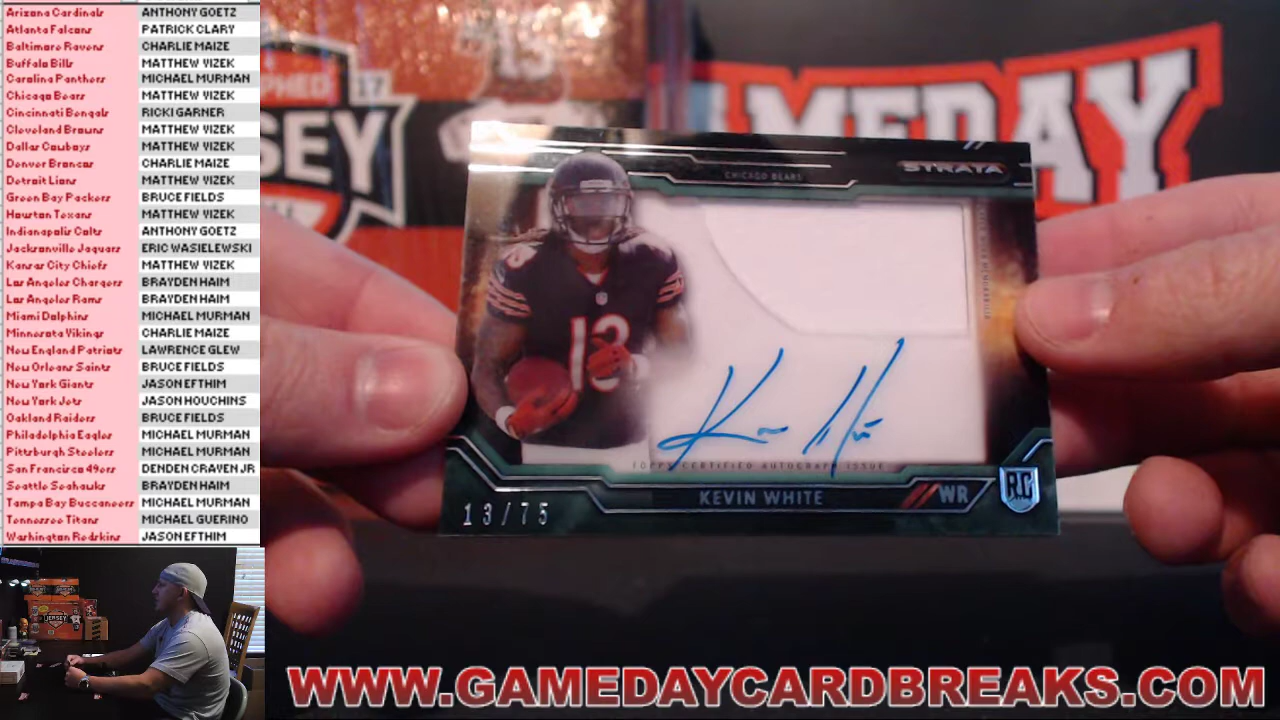 Arizona Cardinals ANTHONY GOETZ
Atlanta Falcons PATRICK CLARY
Baltimore Ravens CHARLIE MAIZE
Buffalo Bills MATTHEW VIZEK
Carolina Panthers MICHAEL MURMAN
Chicago Bears MATTHEW VIZEK
Cincinnati Bengals RICKI GARNER
Cleveland Browns MATTHEW VIZEK
Dallas Cowboys MATTHEW VIZEK
Denver Broncos CHARLIE MAIZE
Detroit Lions MATTHEW VIZEK
Green Bay Packers BRUCE FIELDS
Houston Texans MATTHEW VIZEK
Indianapolis Colts ANTHONY GOETZ
Jacksonville Jaguars ERIC WASIELEWSKI
Kansas City Chiefs MATTHEW VIZEK
Los Angeles Chargers BRAYDEN HAIM
Los Angeles Rams BRAYDEN HAIM
Miami Dolphins MICHAEL MURMAN
Minnesota Vikings CHARLIE MAIZE
New England Patriots LAWRENCE GLEW
New Orleans Saints BRUCE FIELDS
New York Giants JASON EFTHIM
New York Jets JASON HOUCHINS
Oakland Raiders BRUCE FIELDS
Philadelphia Eagles MICHAEL MURMAN
Pittsburgh Steelers MICHAEL MURMAN
San Francisco 49ers DENDEN CRAVEN JR
Seattle Seahawks BRAYDEN HAIM
Tampa Bay Buccaneers MICHAEL MURMAN
Tennessee Titans MICHAEL GUERINO
Washington Redskins JASON EFTHIM
GAMEDAY
PHED 17
SEY
13
CHICAGO BEARS
STRATA
13
TOPPS CERTIFIED AUTOGRAPH ISSUE
KEVIN WHITE
WR
RC
13/75
JERSEY
WWW.GAMEDAYCARDBREAKS.COM